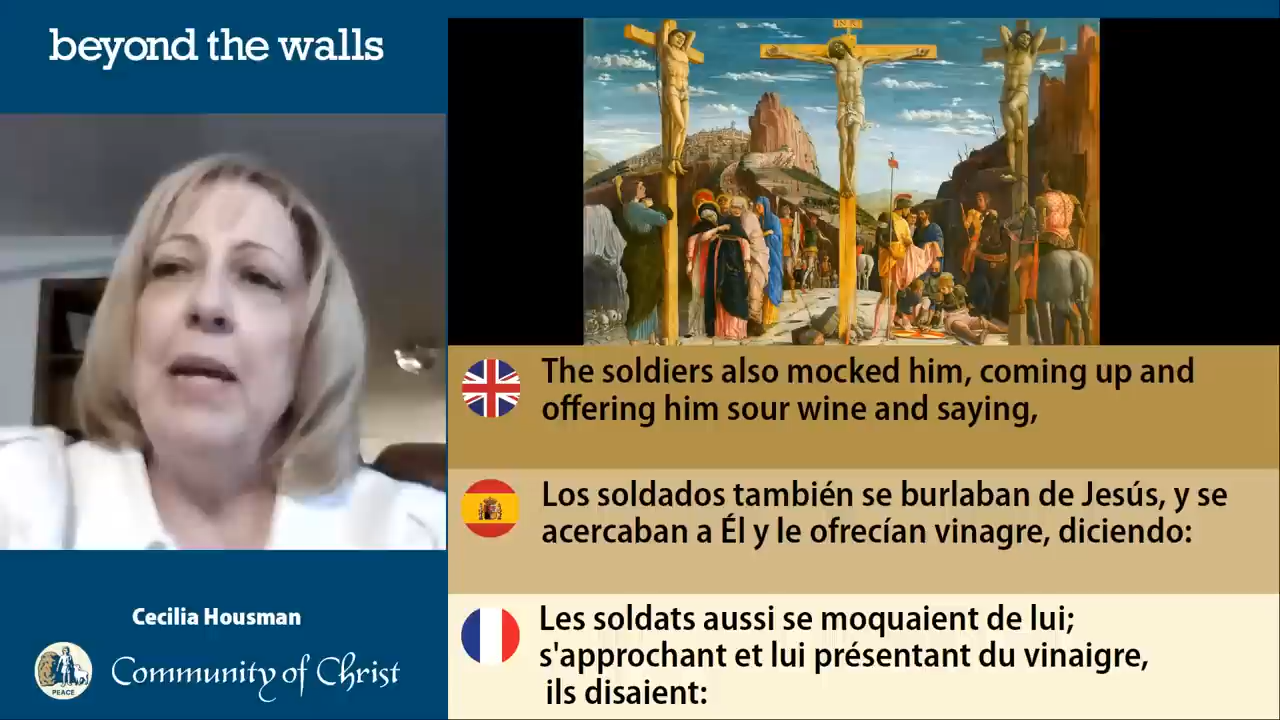 beyond the walls
The soldiers also mocked him, coming up and
offering him sour wine and saying,
Los soldados también se burlaban de Jesús, y se
acercaban a Él y le ofrecían vinagre, diciendo:
Les soldats aussi se moquaient de lui;
s'approchant et lui présentant du vinaigre,
ils disaient:
Cecilia Housman
PEACE
Community of Christ